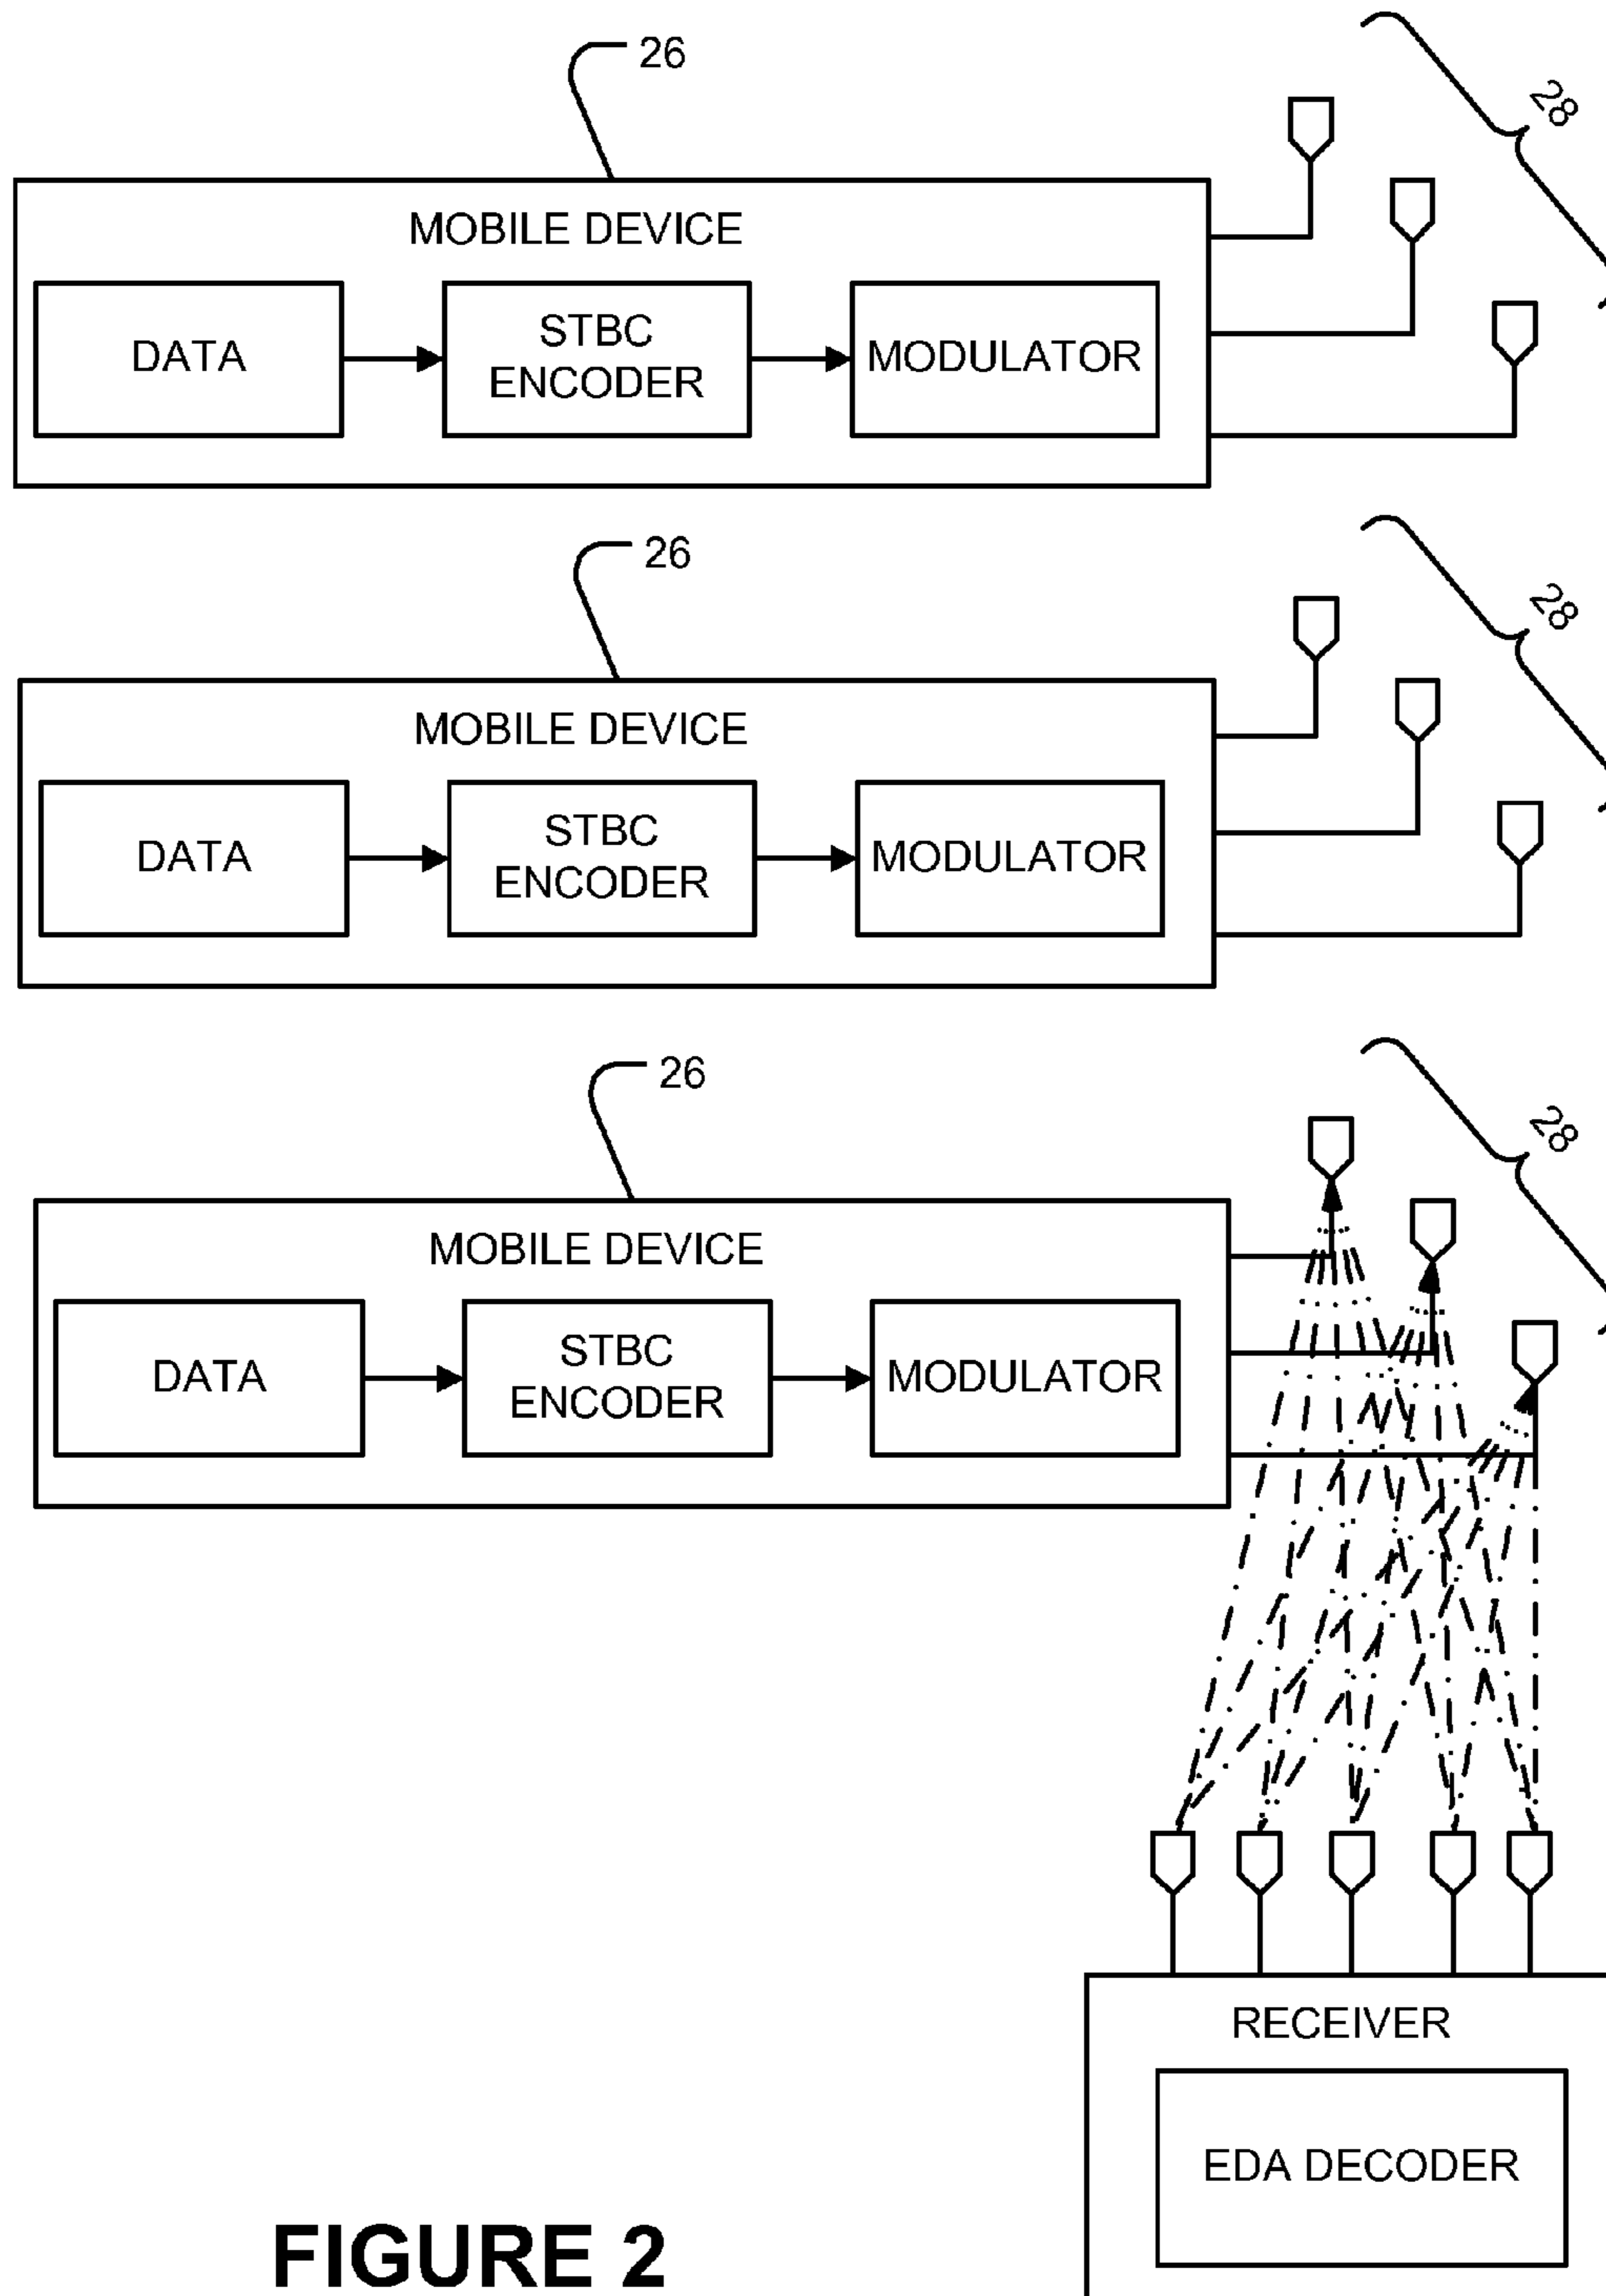 26
28
MOBILE DEVICE
DATA
STBC
ENCODER
MODULATOR
26
28
MOBILE DEVICE
DATA
STBC
ENCODER
MODULATOR
26
28
MOBILE DEVICE
DATA
STBC
ENCODER
MODULATOR
RECEIVER
EDA DECODER
FIGURE 2